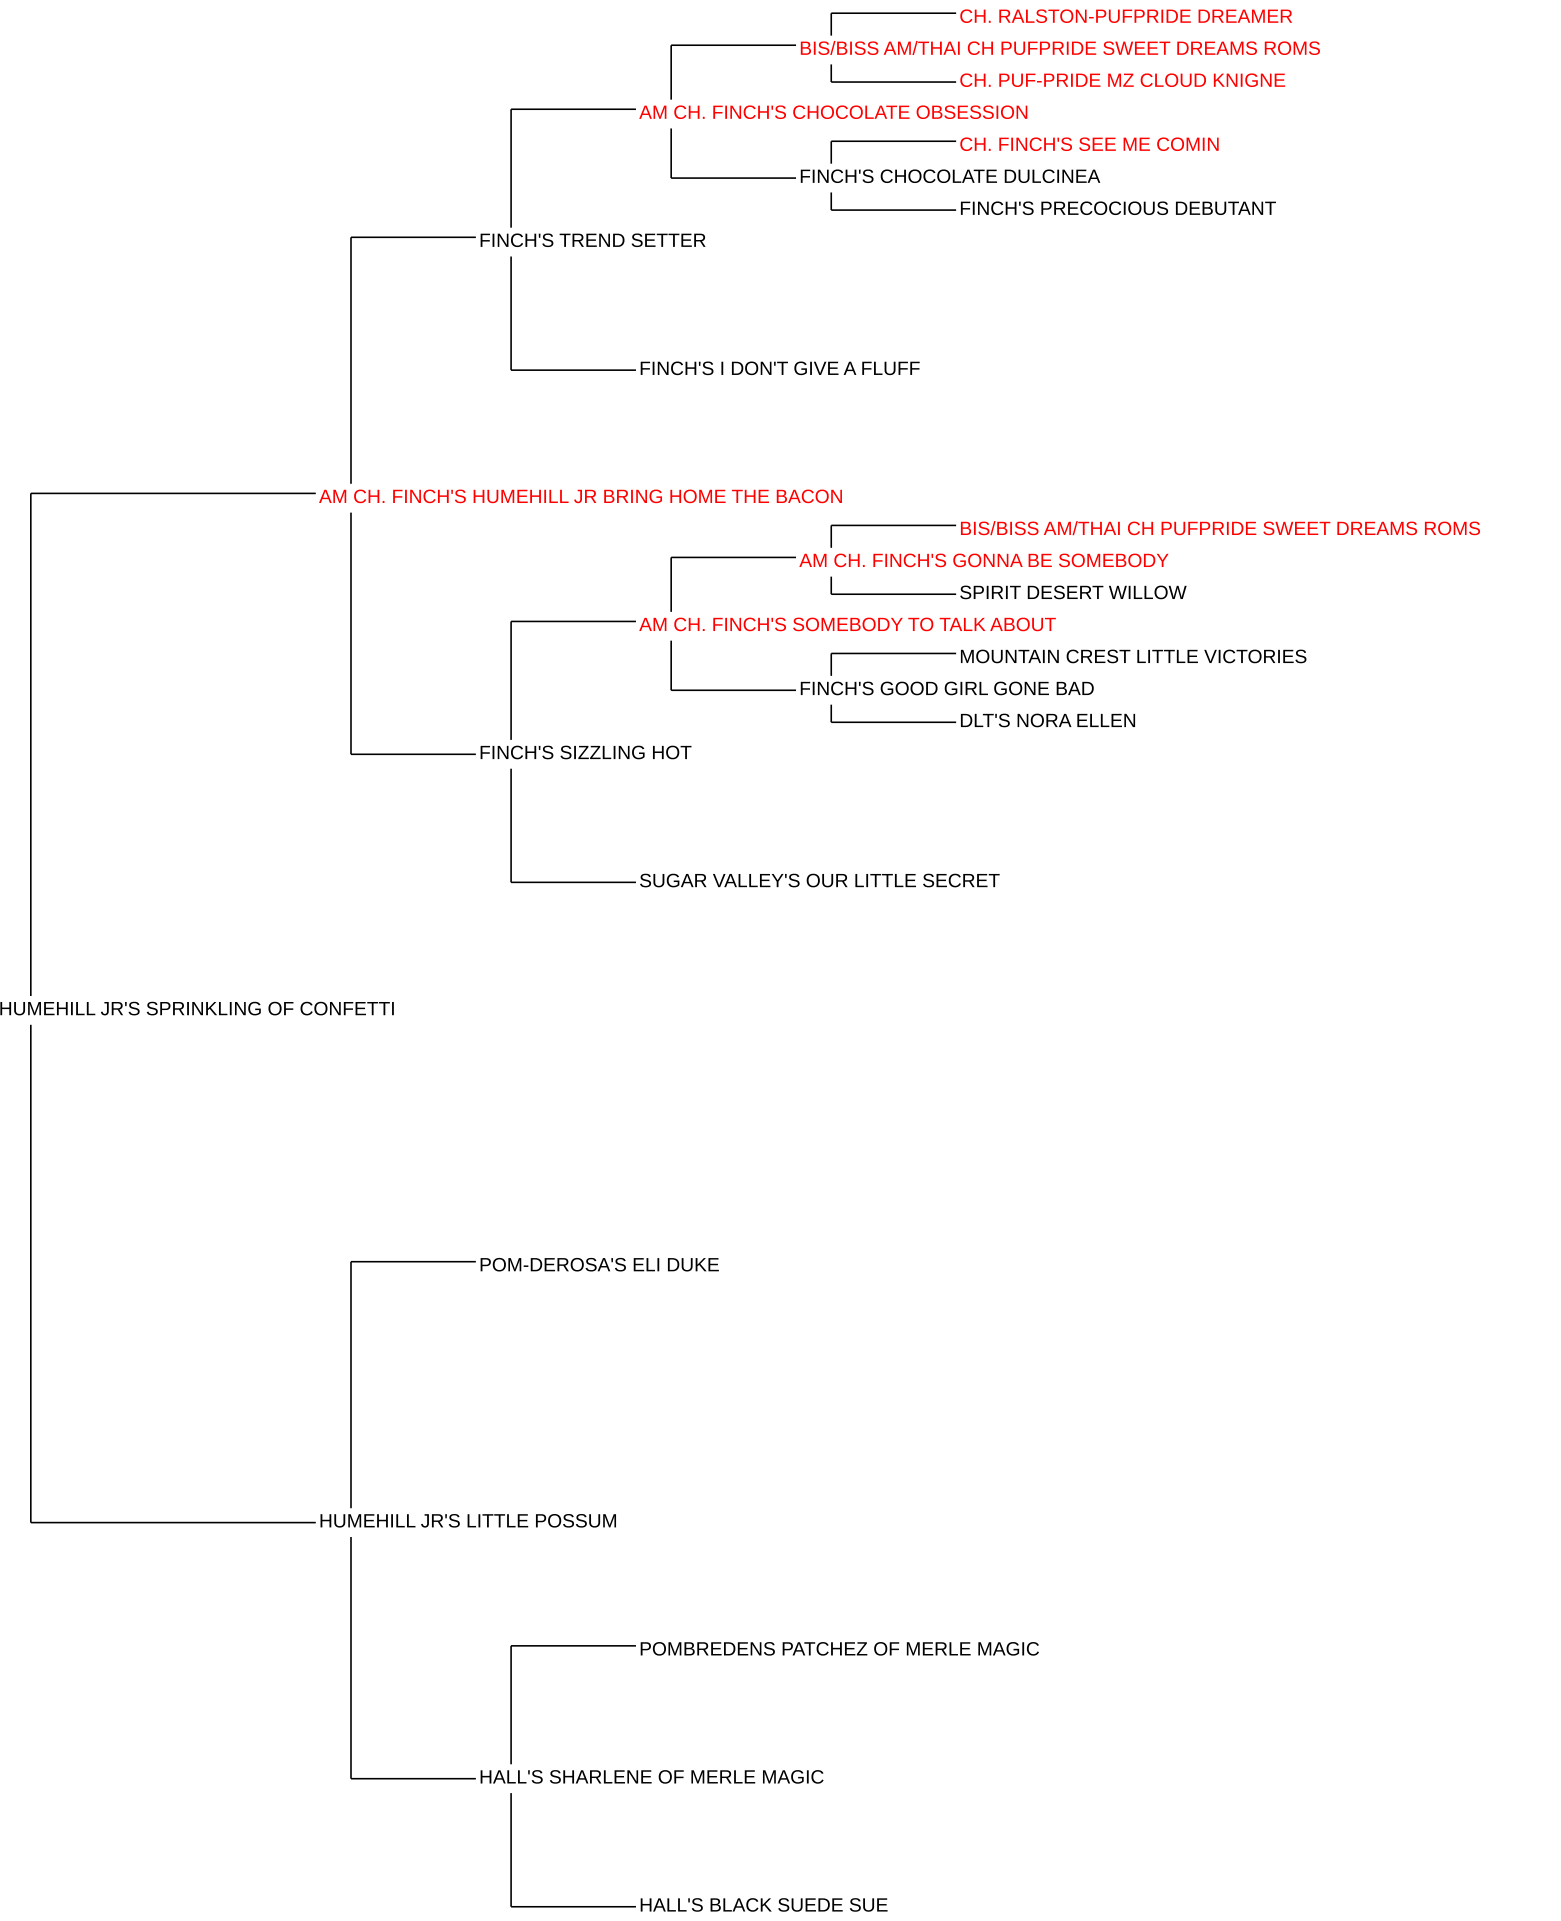 CH. RALSTON-PUFPRIDE DREAMER
BIS/BISS AM/THAI CH PUFPRIDE SWEET DREAMS ROMS
CH. PUF-PRIDE MZ CLOUD KNIGNE
AM CH. FINCH'S CHOCOLATE OBSESSION
CH. FINCH'S SEE ME COMIN
FINCH'S CHOCOLATE DULCINEA
FINCH'S PRECOCIOUS DEBUTANT
FINCH'S TREND SETTER
FINCH'S I DON'T GIVE A FLUFF
AM CH. FINCH'S HUMEHILL JR BRING HOME THE BACON
BIS/BISS AM/THAI CH PUFPRIDE SWEET DREAMS ROMS
AM CH. FINCH'S GONNA BE SOMEBODY
SPIRIT DESERT WILLOW
AM CH. FINCH'S SOMEBODY TO TALK ABOUT
MOUNTAIN CREST LITTLE VICTORIES
FINCH'S GOOD GIRL GONE BAD
DLT'S NORA ELLEN
FINCH'S SIZZLING HOT
SUGAR VALLEY'S OUR LITTLE SECRET
HUMEHILL JR'S SPRINKLING OF CONFETTI
POM-DEROSA'S ELI DUKE
HUMEHILL JR'S LITTLE POSSUM
POMBREDENS PATCHEZ OF MERLE MAGIC
HALL'S SHARLENE OF MERLE MAGIC
HALL'S BLACK SUEDE SUE